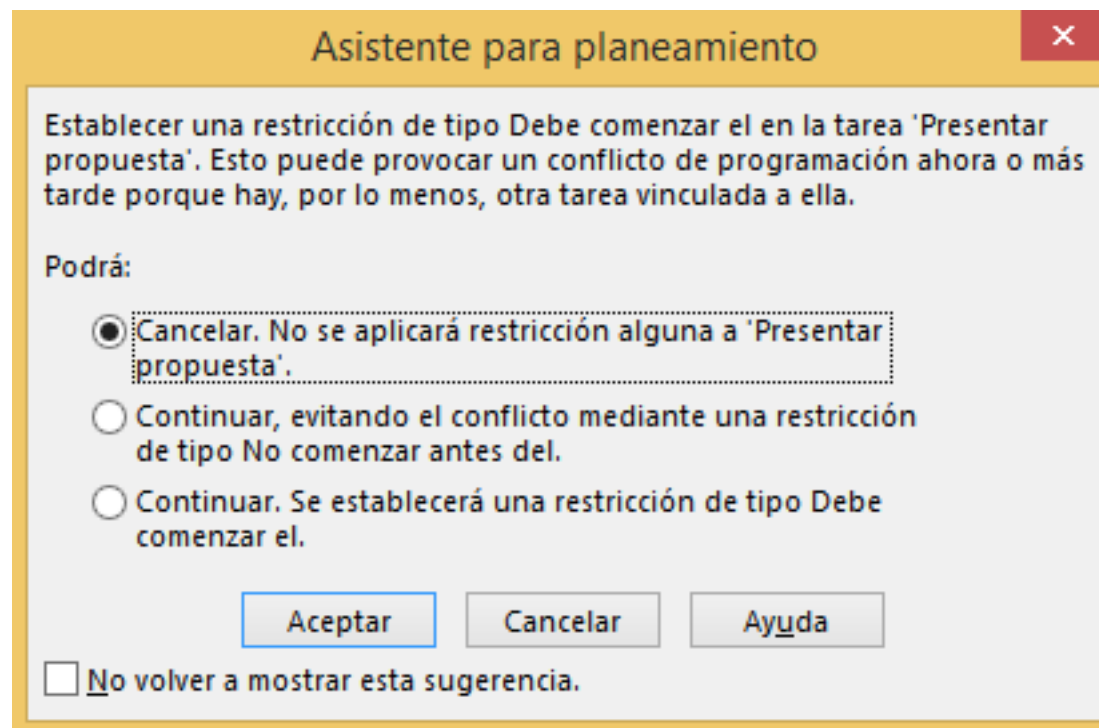 Asistente para planeamiento
Establecer una restricción de tipo Debe comenzar el en la tarea 'Presentar
propuesta'. Esto puede provocar un conflicto de programación ahora o más
tarde porque hay, por lo menos, otra tarea vinculada a ella.
Podrá:
Cancelar. No se aplicará restricción alguna a 'Presentar
propuesta'.
Continuar, evitando el conflicto mediante una restricción
de tipo No comenzar antes del.
Continuar. Se establecerá una restricción de tipo Debe
comenzar el.
Aceptar Cancelar Ayuda
No volver a mostrar esta sugerencia.